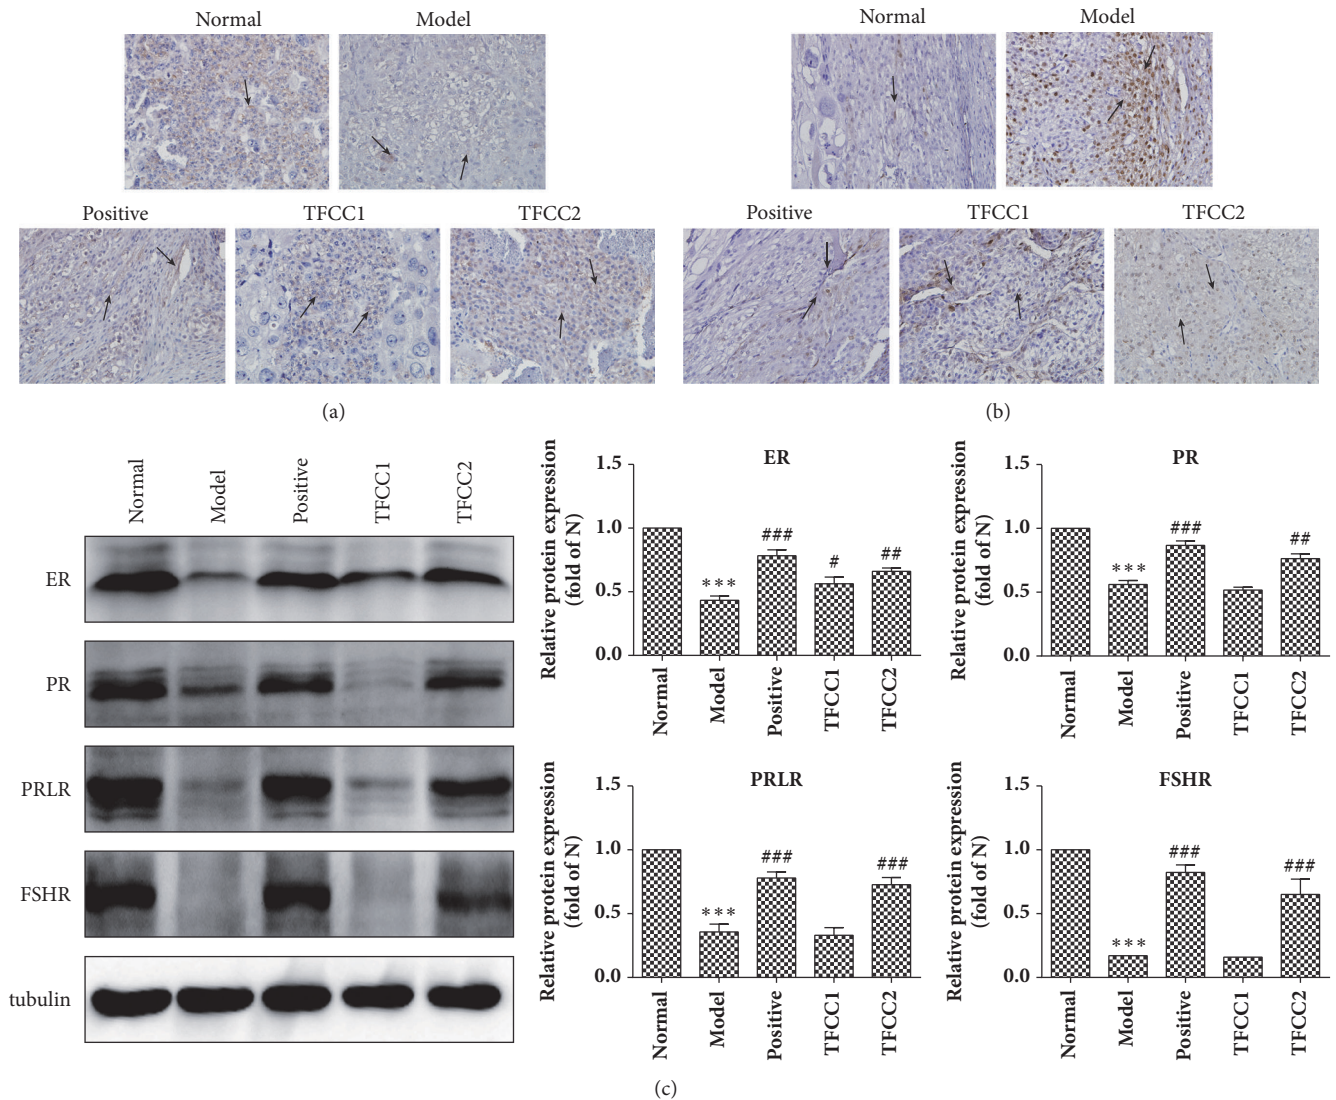 Normal Model
Positive TFCC1 TFCC2
(a)
Normal Model
Positive TFCC1 TFCC2
(b)
Normal Model Positive TFCC1 TFCC2
ER
PR
PRLR
FSHR
tubulin
ER
Relative protein expression
(fold of N)
1.5
1.0
0.5
0.0
***
###
#
##
Normal Model Positive TFCC1 TFCC2
PR
Relative protein expression
(fold of N)
1.5
1.0
0.5
0.0
***
###
##
Normal Model Positive TFCC1 TFCC2
PRLR
Relative protein expression
(fold of N)
1.5
1.0
0.5
0.0
***
###
###
Normal Model Positive TFCC1 TFCC2
FSHR
Relative protein expression
(fold of N)
1.5
1.0
0.5
0.0
***
###
###
Normal Model Positive TFCC1 TFCC2
(c)